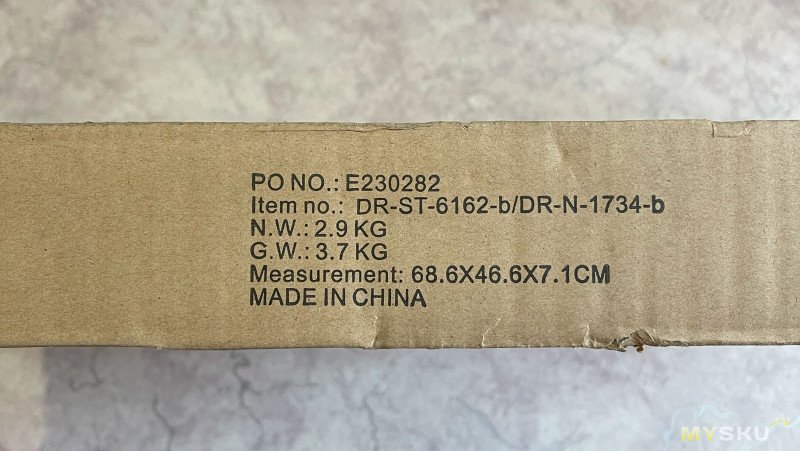 PO NO.: E230282
Item no.: DR-ST-6162-b/DR-N-1734-b
N.W.: 2.9 KG
G.W.: 3.7 KG
Measurement: 68.6X46.6X7.1CM
MADE IN CHINA
MYSKU